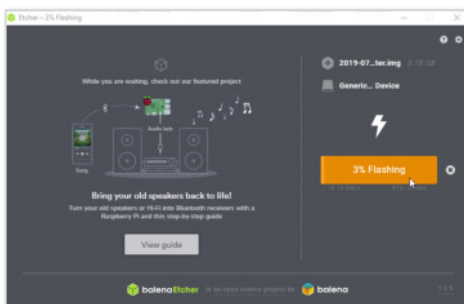 Etcher – 3% Flashing
While you are waiting, check out our featured project
Audio jack
Song
Bring your old speakers back to life!
Turn your old speakers or Hi-Fi into Bluetooth receivers with a
Raspberry Pi and this step-by-step guide
View guide
2019-07...ter.img 3.78 GB
Generic... Device
3% Flashing
balenaEtcher is an open source project by balena